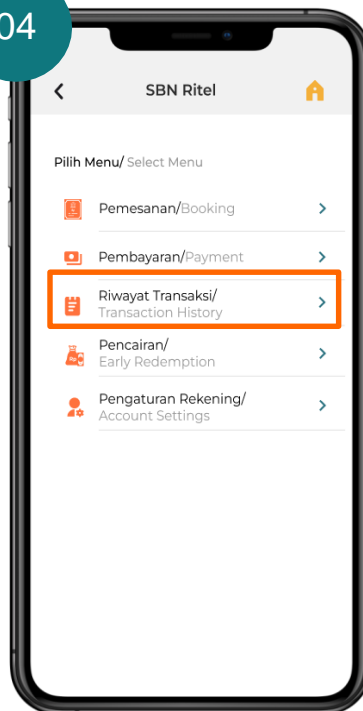 04
SBN Ritel
Pilih Menu/ Select Menu
Pemesanan/Booking
Pembayaran/Payment
Riwayat Transaksi/
Transaction History
Pencairan/
Early Redemption
Pengaturan Rekening/
Account Settings